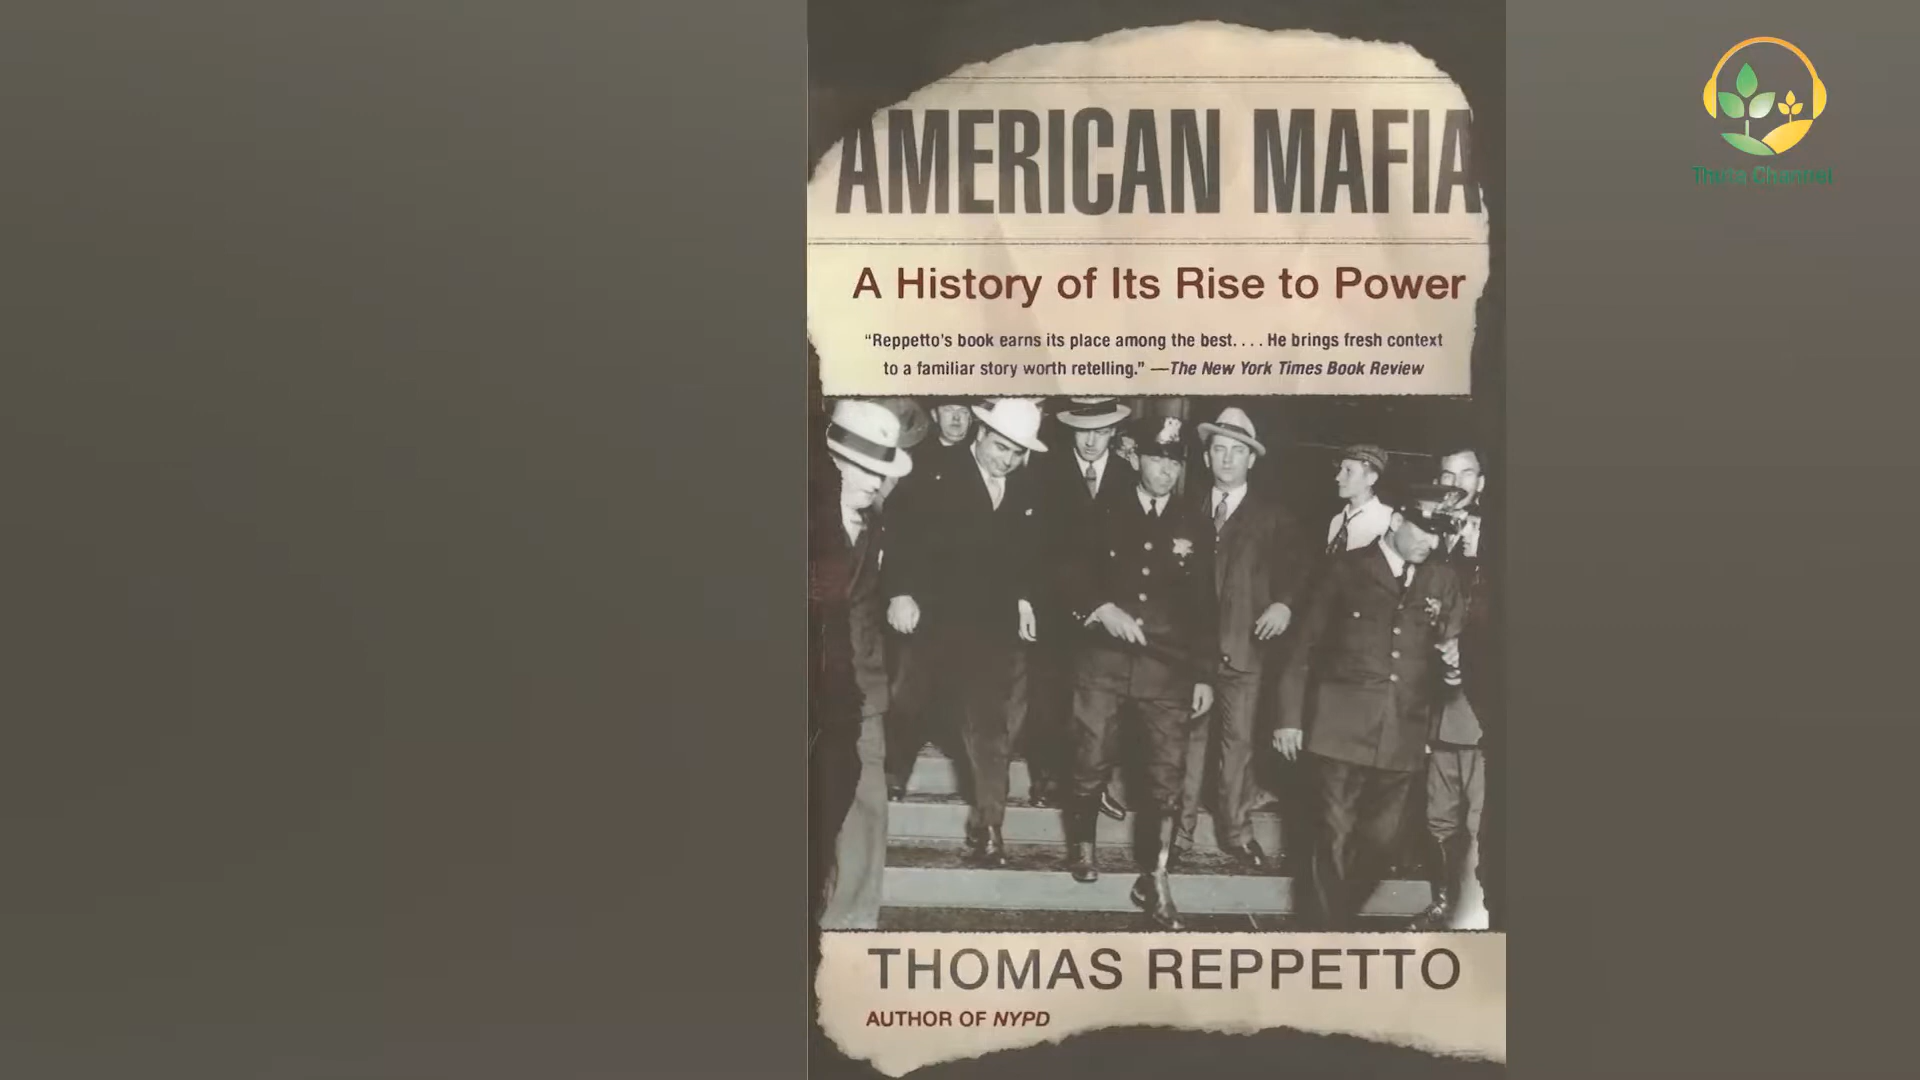 AMERICAN MAFIA
A History of Its Rise to Power
“Reppetto's book earns its place among the best. . . . He brings fresh context
to a familiar story worth retelling.” —The New York Times Book Review
THOMAS REPPETTO
AUTHOR OF NYPD
Channel